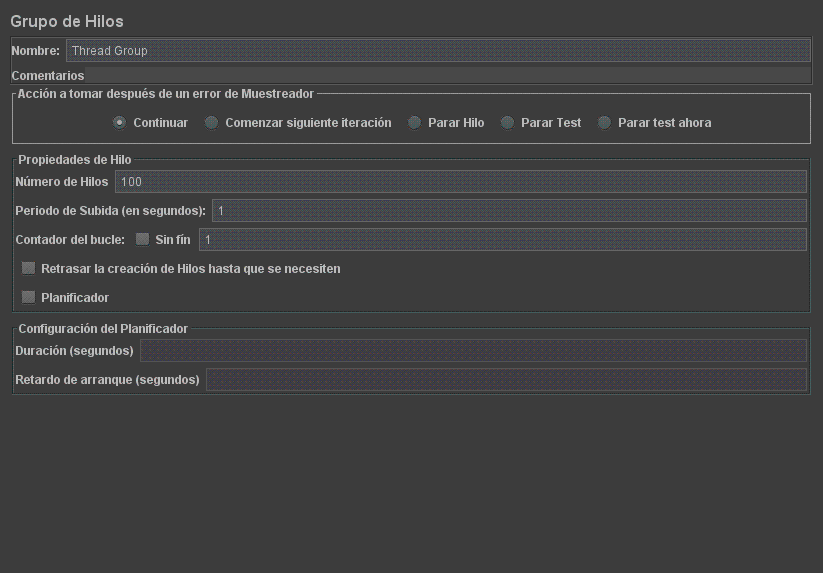 Grupo de Hilos
Nombre: Thread Group
Comentarios
Acción a tomar después de un error de Muestreador
Continuar Comenzar siguiente iteración Parar Hilo Parar Test Parar test ahora
Propiedades de Hilo
Número de Hilos 100
Periodo de Subida (en segundos): 1
Contador del bucle: Sin fín 1
Retrasar la creación de Hilos hasta que se necesiten
Planificador
Configuración del Planificador
Duración (segundos)
Retardo de arranque (segundos)